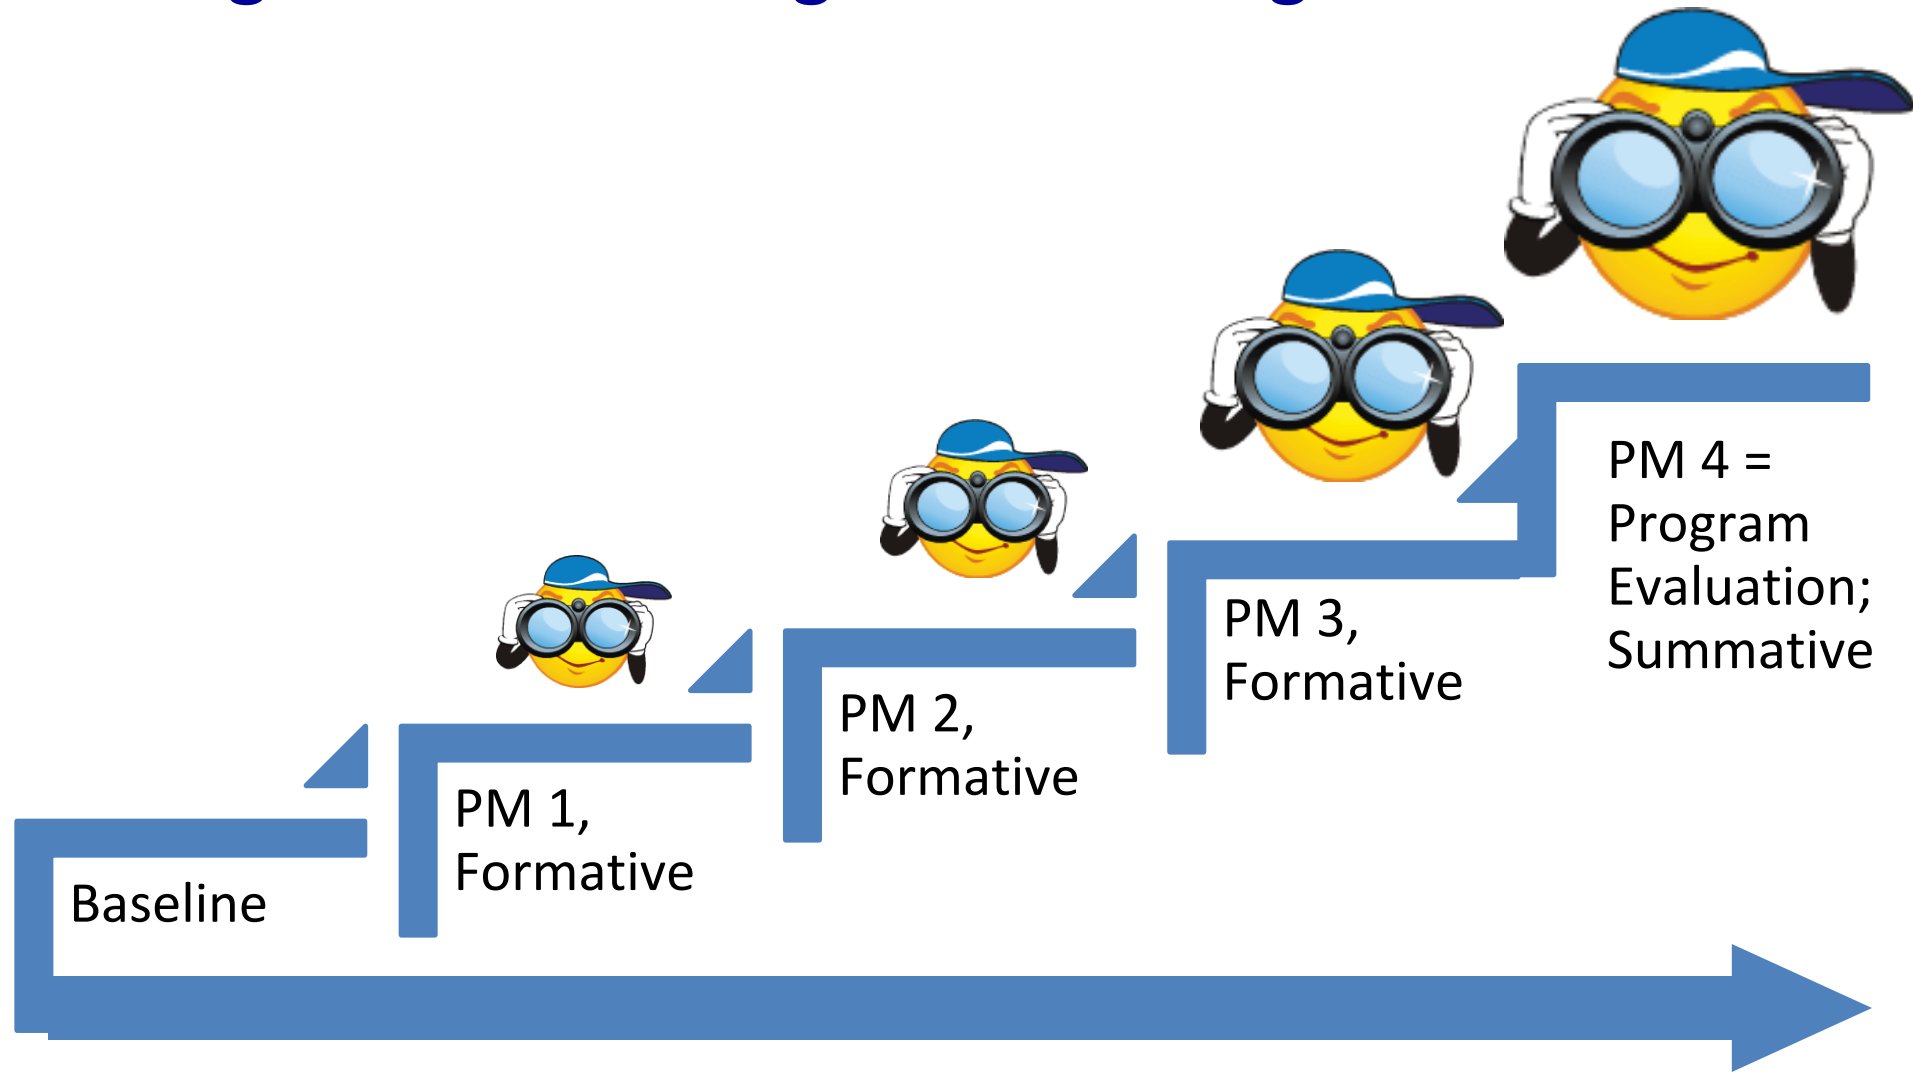 Baseline
PM 1,
Formative
PM 2,
Formative
PM 3,
Formative
PM 4 =
Program
Evaluation;
Summative